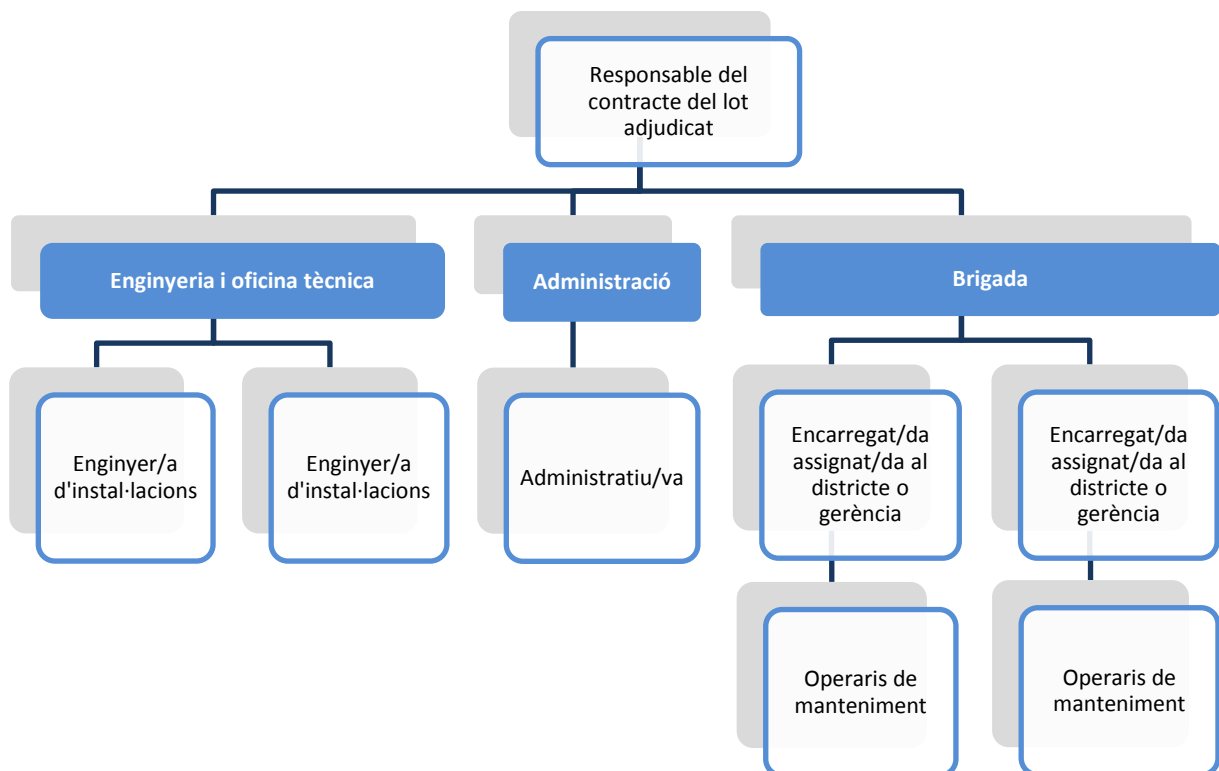 Responsable del
contracte del lot
adjudicat
Enginyeria i oficina tècnica
Administració
Brigada
Enginyer/a
d'instal·lacions
Enginyer/a
d'instal·lacions
Administratiu/va
Encarregat/da
assignat/da al
districte o
gerència
Encarregat/da
assignat/da al
districte o
gerència
Operaris de
manteniment
Operaris de
manteniment